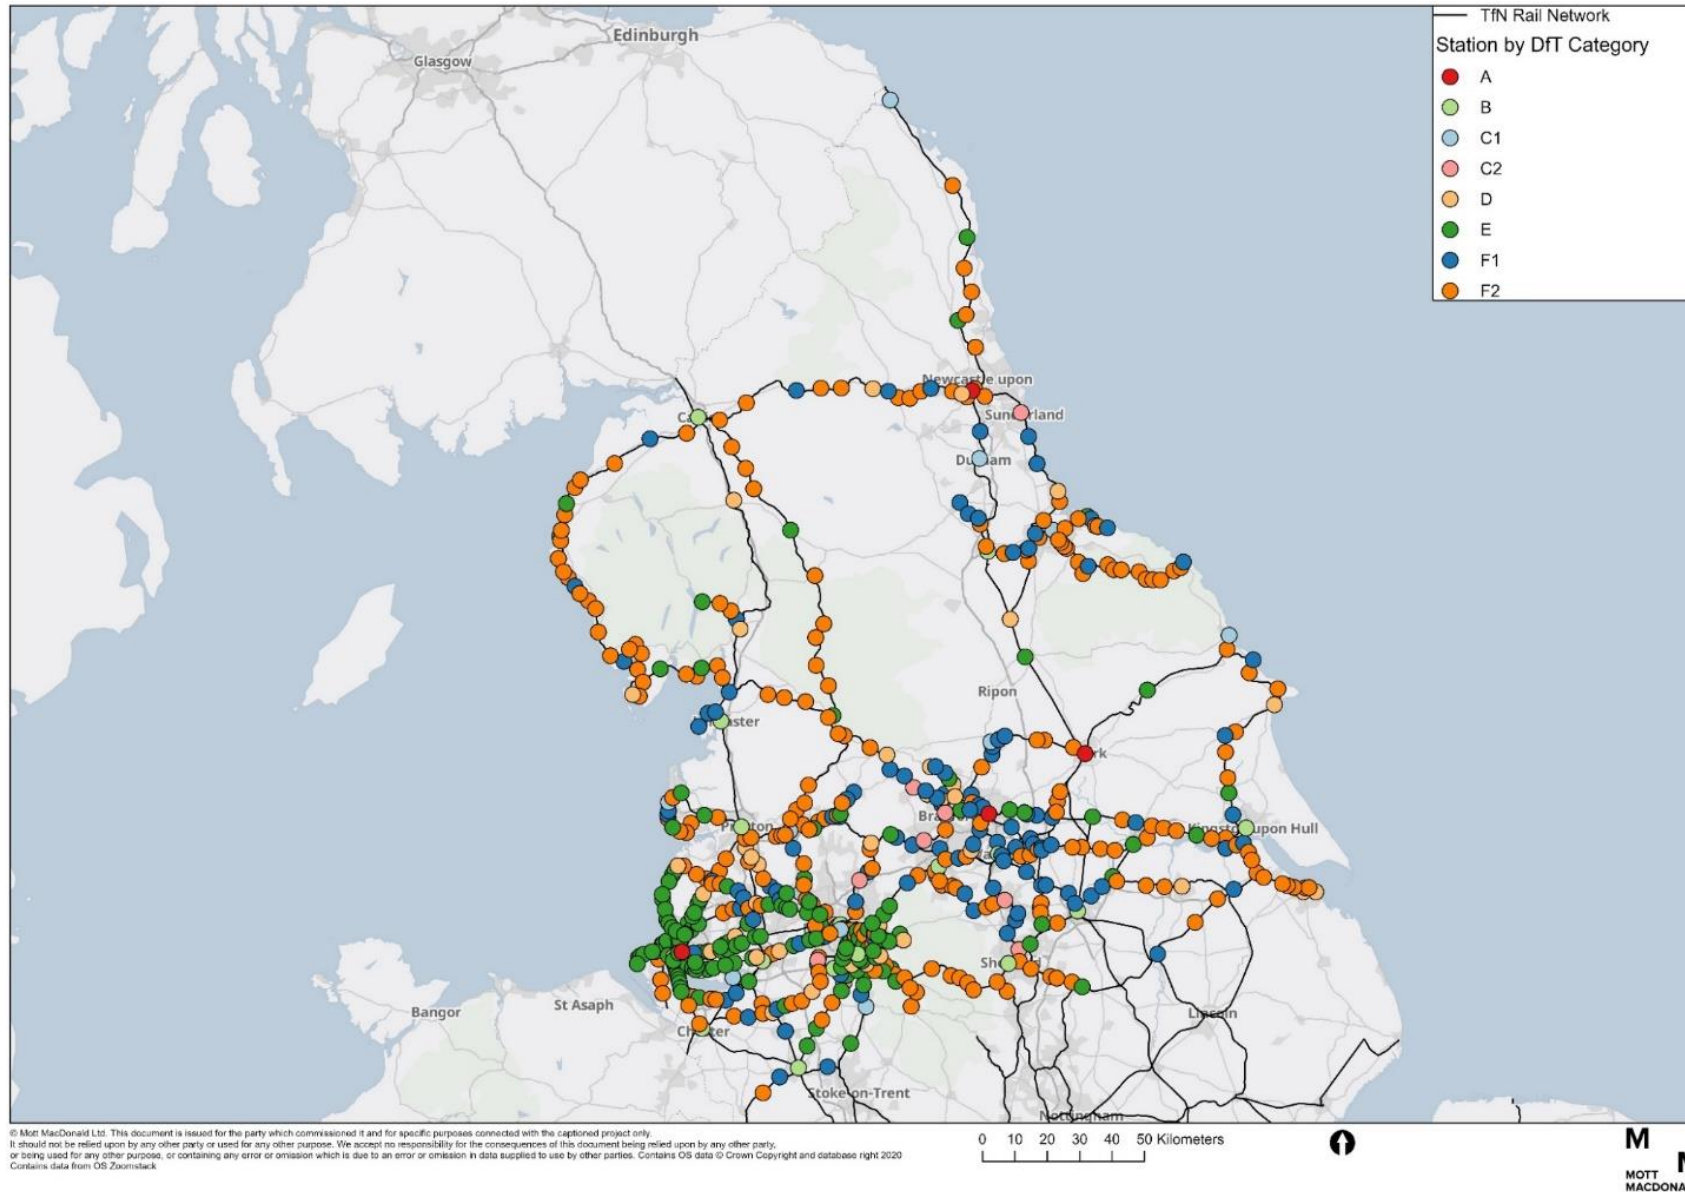 TfN Rail Network
Station by DfT Category
A
B
C1
C2
D
E
F1
F2
Edinburgh
Glasgow
Newcastle upon
Sunderland
Durham
Ripon
Kingston upon Hull
Bangor
St Asaph
Chester
Lincoln
Stoke-on-Trent
Nottingham
© Mott MacDonald Ltd. This document is issued for the party which commissioned it and for specific purposes connected with the captioned project only.
It should not be relied upon by any other party or used for any other purpose. We accept no responsibility for the consequences of this document being relied upon by any other party,
or being used for any other purpose, or containing any error or omission which is due to an error or omission in data supplied to use by other parties. Contains OS data © Crown Copyright and database right 2020
Contains data from OS Zoomstack
0 10 20 30 40 50 Kilometers
M
M
MOTT
MACDONA